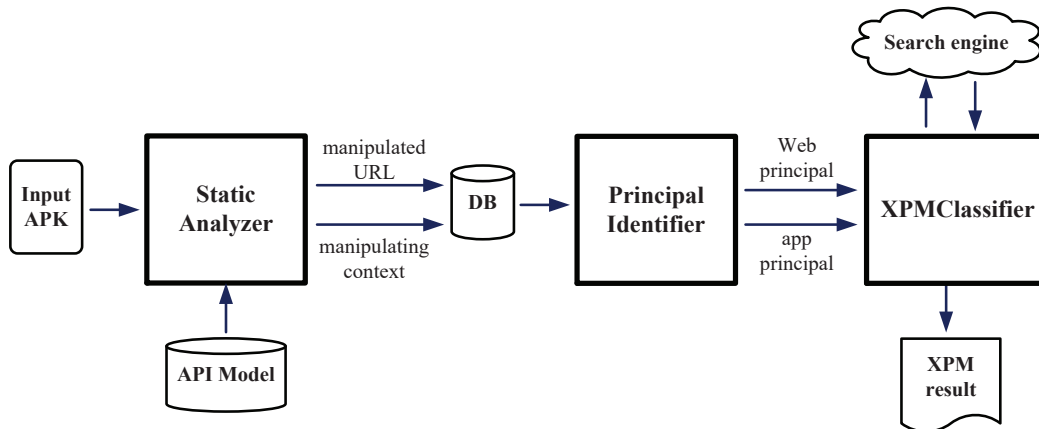 Search engine
Input
APK
Static
Analyzer
manipulated
URL
manipulating
context
DB
Principal
Identifier
Web
principal
app
principal
XPMClassifier
API Model
XPM
result